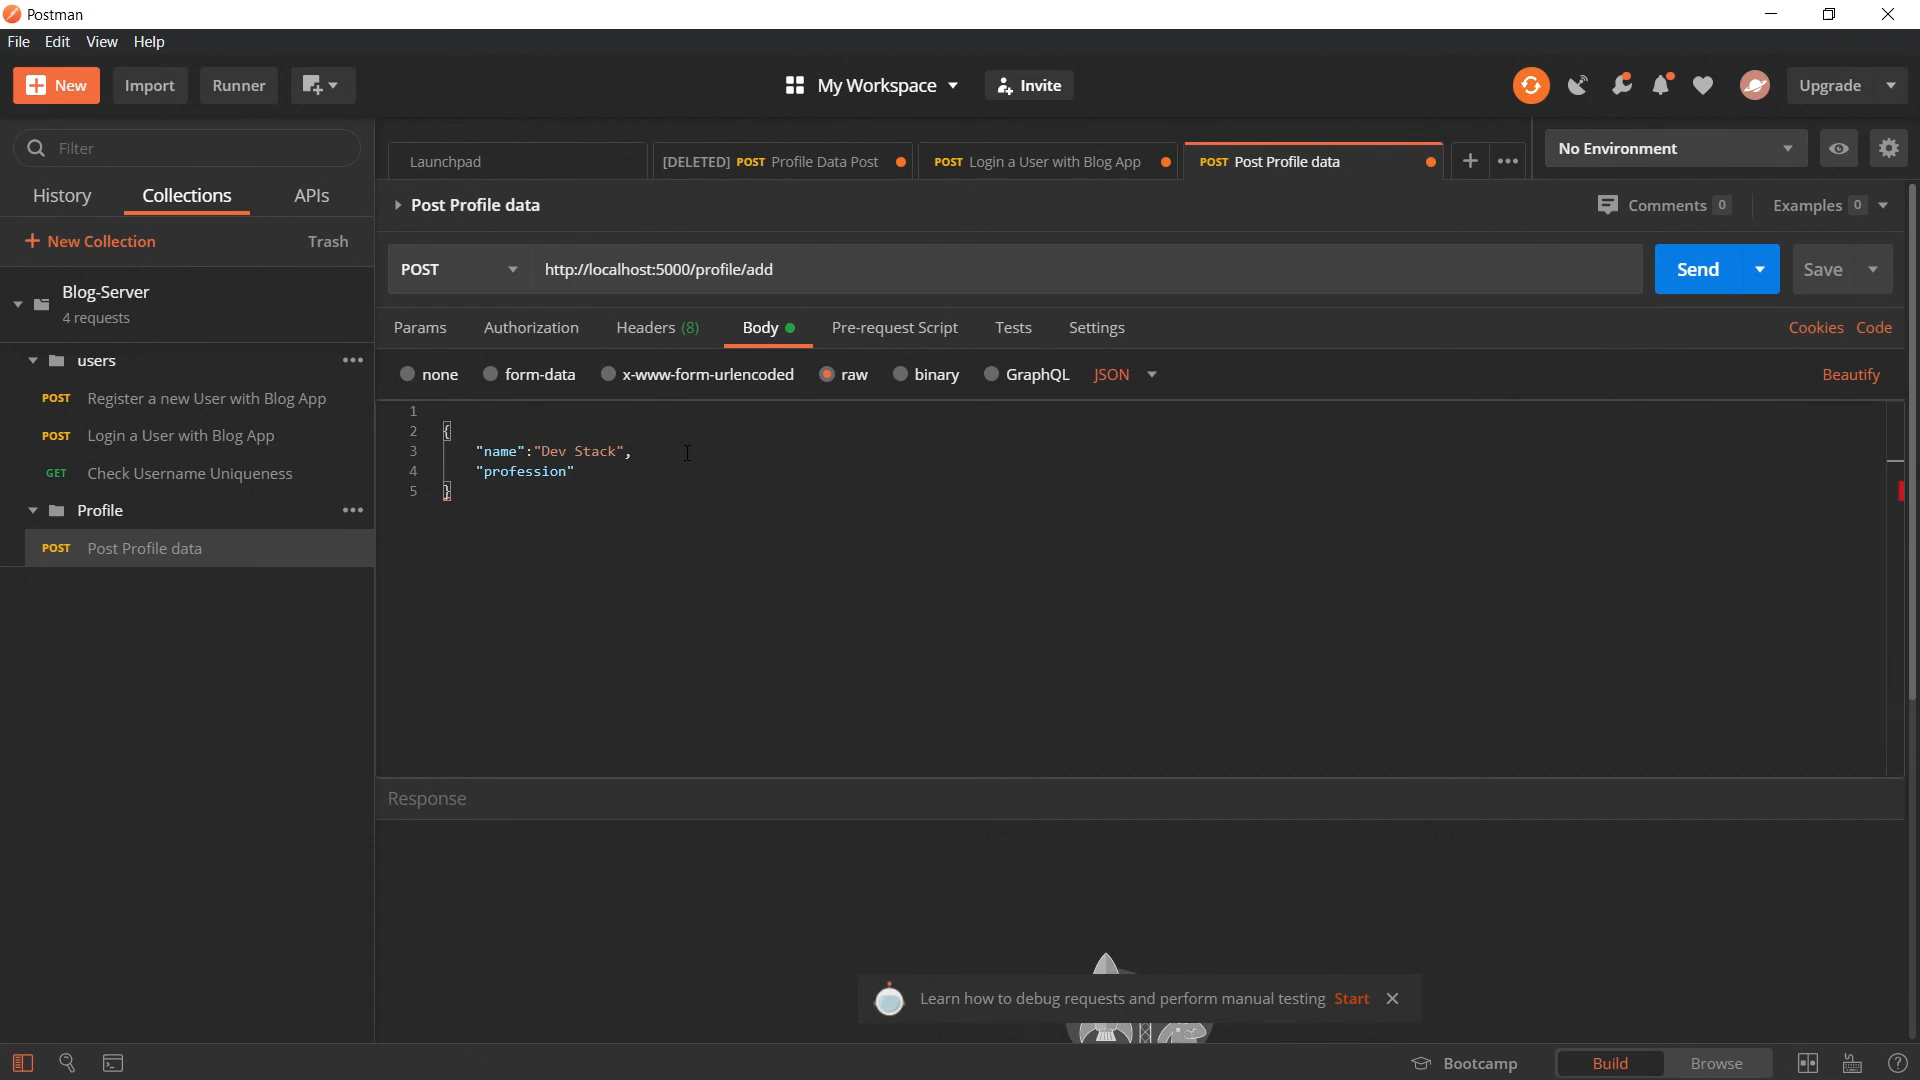 Postman
File Edit View Help
New Import Runner My Workspace Invite Upgrade
Filter
History Collections APIs
New Collection Trash
Blog-Server
4 requests
users
POST Register a new User with Blog App
POST Login a User with Blog App
GET Check Username Uniqueness
Profile
POST Post Profile data
Launchpad [DELETED] POST Profile Data Post POST Login a User with Blog App POST Post Profile data No Environment
Post Profile data Comments 0 Examples 0
POST http://localhost:5000/profile/add Send Save
Params Authorization Headers (8) Body Pre-request Script Tests Settings Cookies Code
none form-data x-www-form-urlencoded raw binary GraphQL JSON Beautify
1
2 {
3 "name":"Dev Stack",
4 "profession"
5 }
Response
Learn how to debug requests and perform manual testing Start
Bootcamp Build Browse